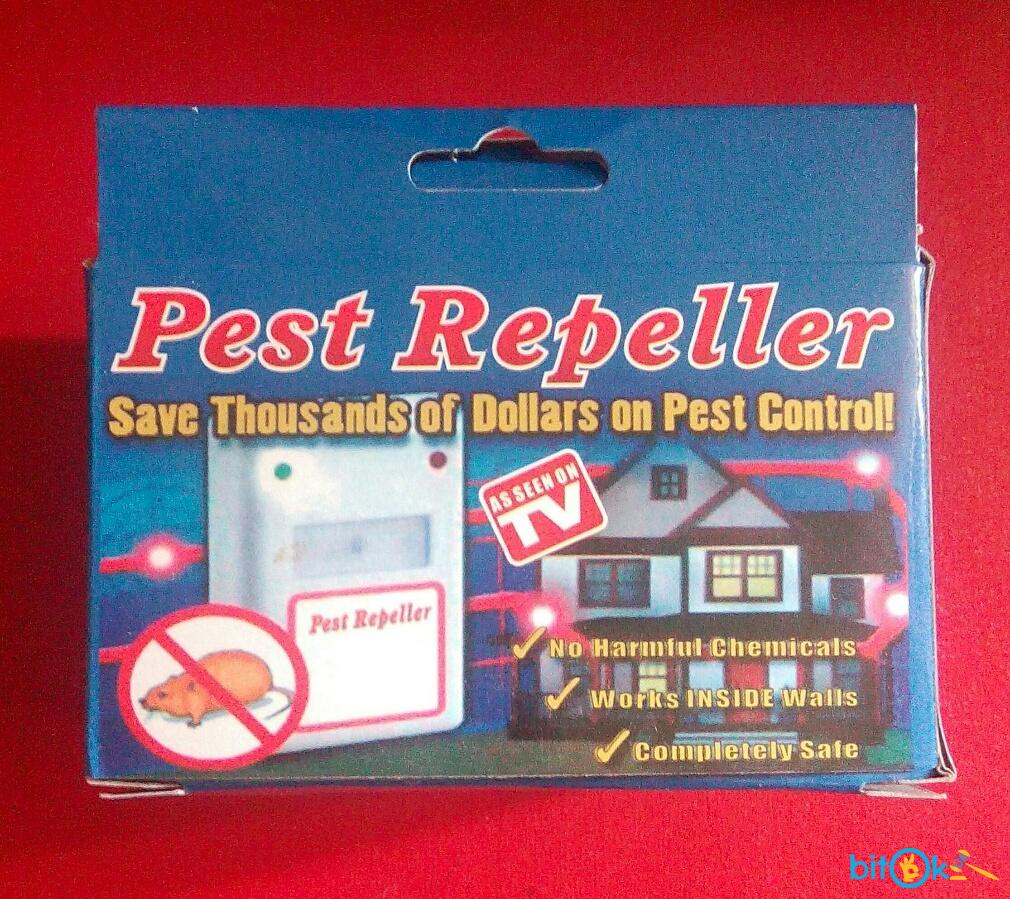 Pest Repeller
Save Thousands of Dollars on Pest Control!
AS SEEN ON
TV
Pest Repeller
No Harmful Chemicals
Works INSIDE Walls
Completely Safe